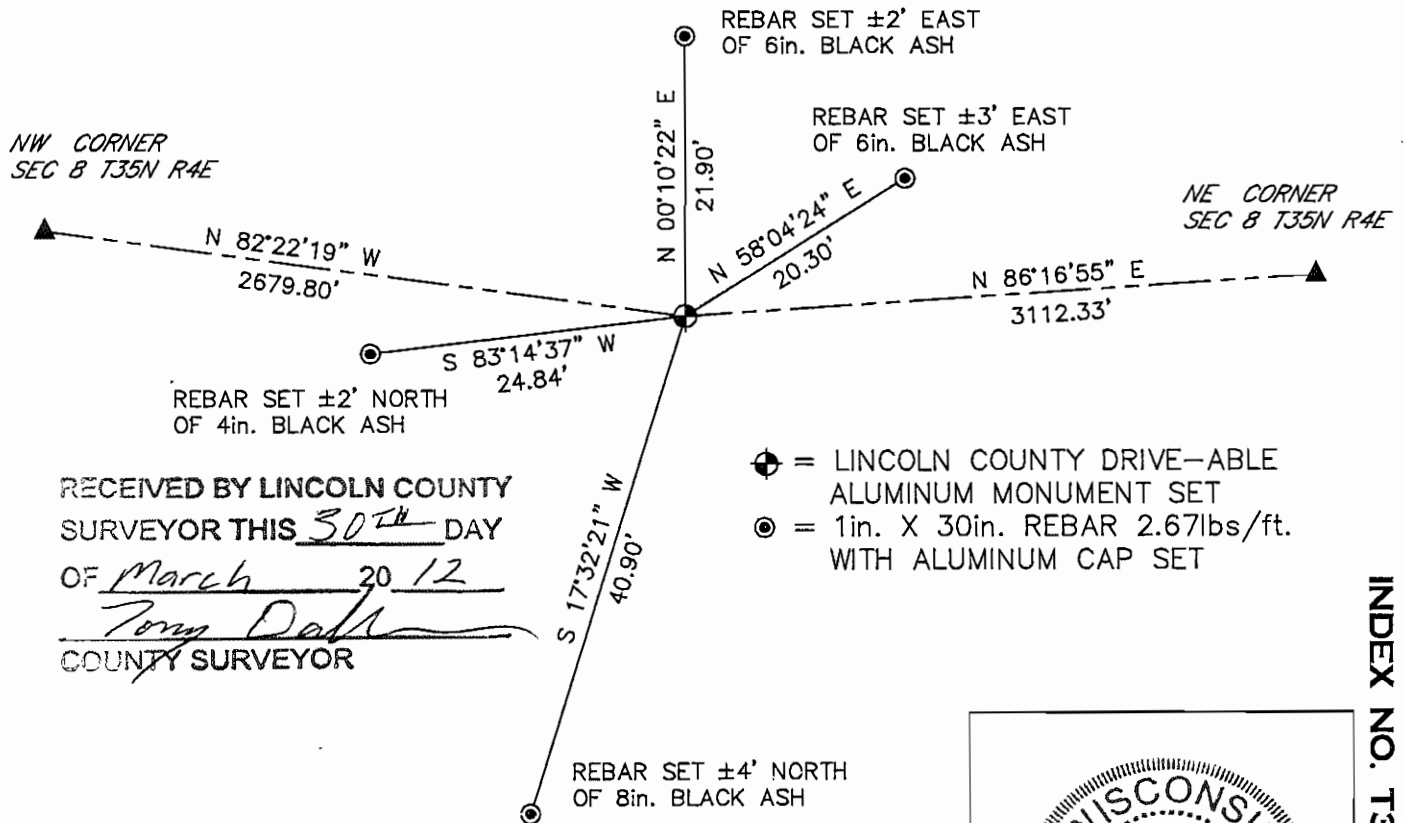 REBAR SET ±2' EAST
OF 6in. BLACK ASH
REBAR SET ±3' EAST
OF 6in. BLACK ASH
NW CORNER
SEC 8 T35N R4E
NE CORNER
SEC 8 T35N R4E
N 00°10'22" E
21.90'
N 58°04'24" E
20.30'
N 82°22'19" W
2679.80'
N 86°16'55" E
3112.33'
S 83°14'37" W
24.84'
REBAR SET ±2' NORTH
OF 4in. BLACK ASH
S 17°32'21" W
40.90'
= LINCOLN COUNTY DRIVE-ABLE
ALUMINUM MONUMENT SET
= 1in. X 30in. REBAR 2.67lbs/ft.
WITH ALUMINUM CAP SET
RECEIVED BY LINCOLN COUNTY
SURVEYOR THIS 30TH DAY
OF March 20 12
Tony Dall
COUNTY SURVEYOR
REBAR SET ±4' NORTH
OF 8in. BLACK ASH
INDEX NO. T3
WISCONSI